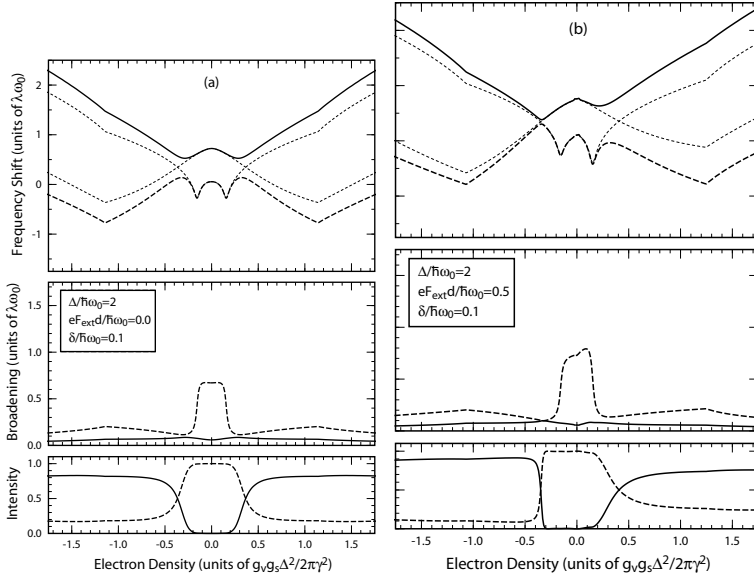 (a)
Frequency Shift (units of λω₀)
2
1
0
-1
Broadening (units of λω₀)
1.5
1.0
0.5
0.0
Δ/ħω₀=2
eFₑₓₜd/ħω₀=0.0
δ/ħω₀=0.1
Intensity
1.0
0.5
0.0
-1.5 -1.0 -0.5 0.0 0.5 1.0 1.5
Electron Density (units of gᵥgₛΔ²/2πγ²)
(b)
Δ/ħω₀=2
eFₑₓₜd/ħω₀=0.5
δ/ħω₀=0.1
-1.5 -1.0 -0.5 0.0 0.5 1.0 1.5
Electron Density (units of gᵥgₛΔ²/2πγ²)